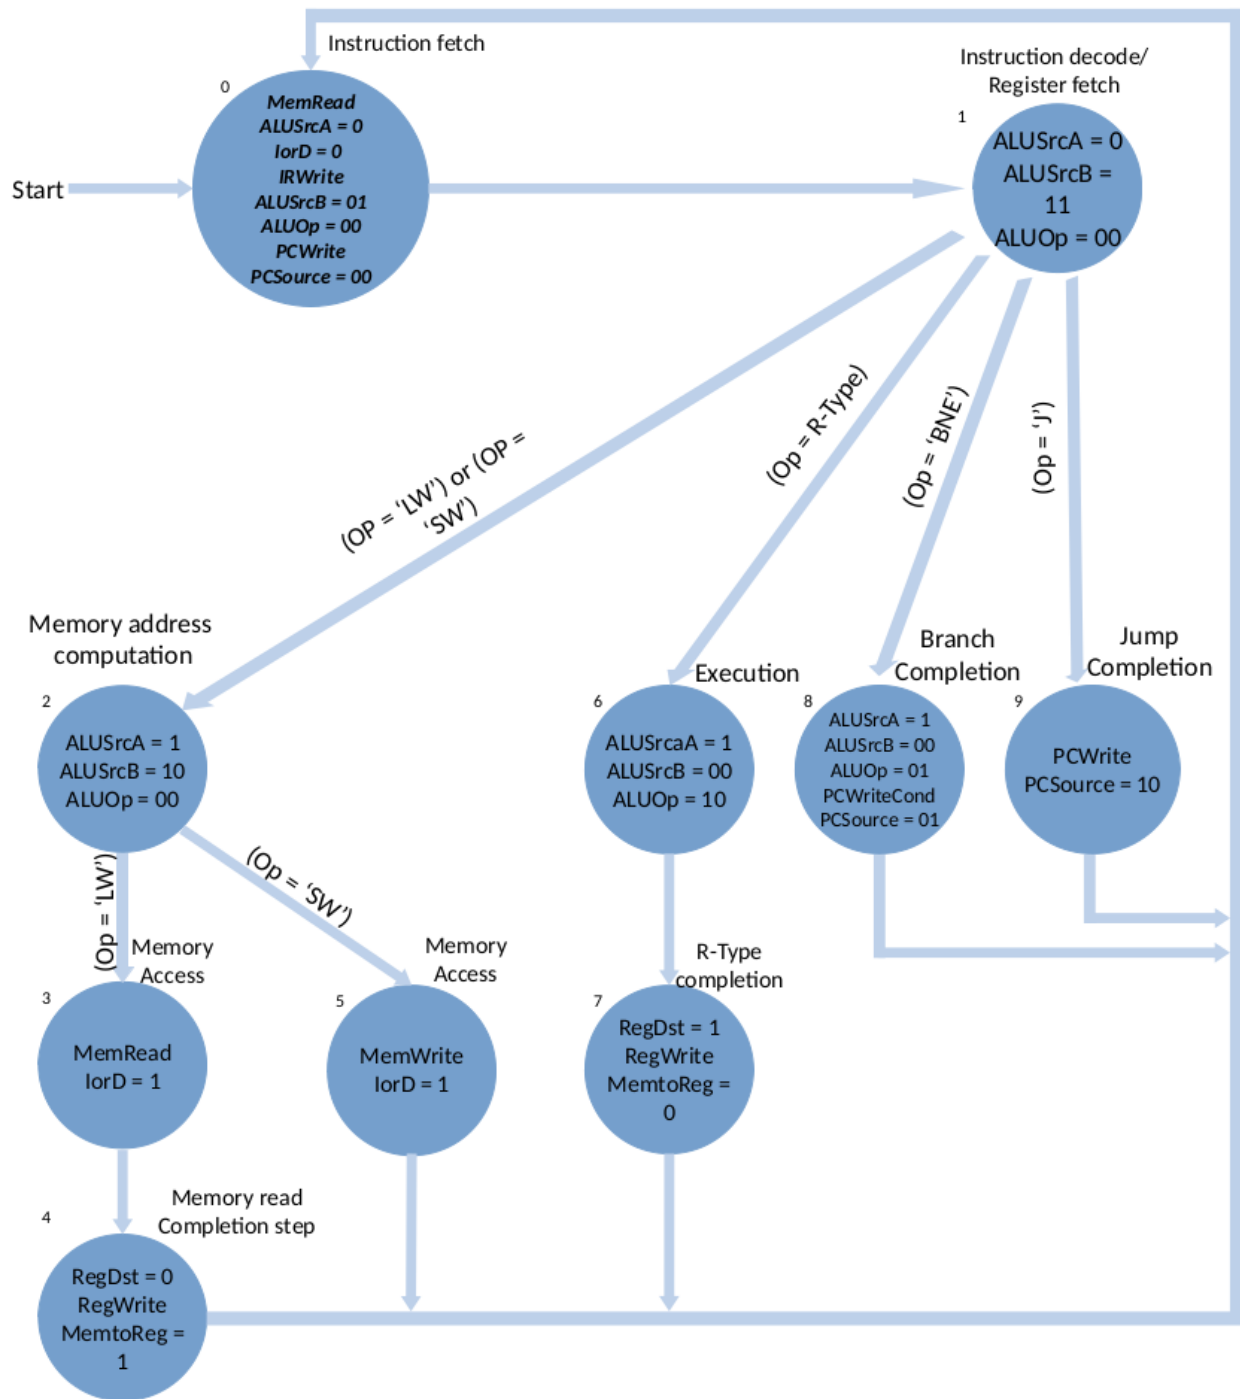 Instruction fetch
0
MemRead
ALUSrcA = 0
IorD = 0
IRWrite
ALUSrcB = 01
ALUOp = 00
PCWrite
PCSource = 00
Start
Instruction decode/
Register fetch
1
ALUSrcA = 0
ALUSrcB =
11
ALUOp = 00
(OP = ‘LW’) or (OP =
‘SW’)
(Op = R-Type)
(Op = ‘BNE’)
(Op = ‘J’)
Memory address
computation
2
ALUSrcA = 1
ALUSrcB = 10
ALUOp = 00
Execution
6
ALUSrcaA = 1
ALUSrcB = 00
ALUOp = 10
Branch
Completion
8
ALUSrcA = 1
ALUSrcB = 00
ALUOp = 01
PCWriteCond
PCSource = 01
Jump
Completion
9
PCWrite
PCSource = 10
(Op = ‘LW’)
(Op = ‘SW’)
Memory
Access
3
MemRead
IorD = 1
Memory
Access
5
MemWrite
IorD = 1
R-Type
completion
7
RegDst = 1
RegWrite
MemtoReg =
0
Memory read
Completion step
4
RegDst = 0
RegWrite
MemtoReg =
1